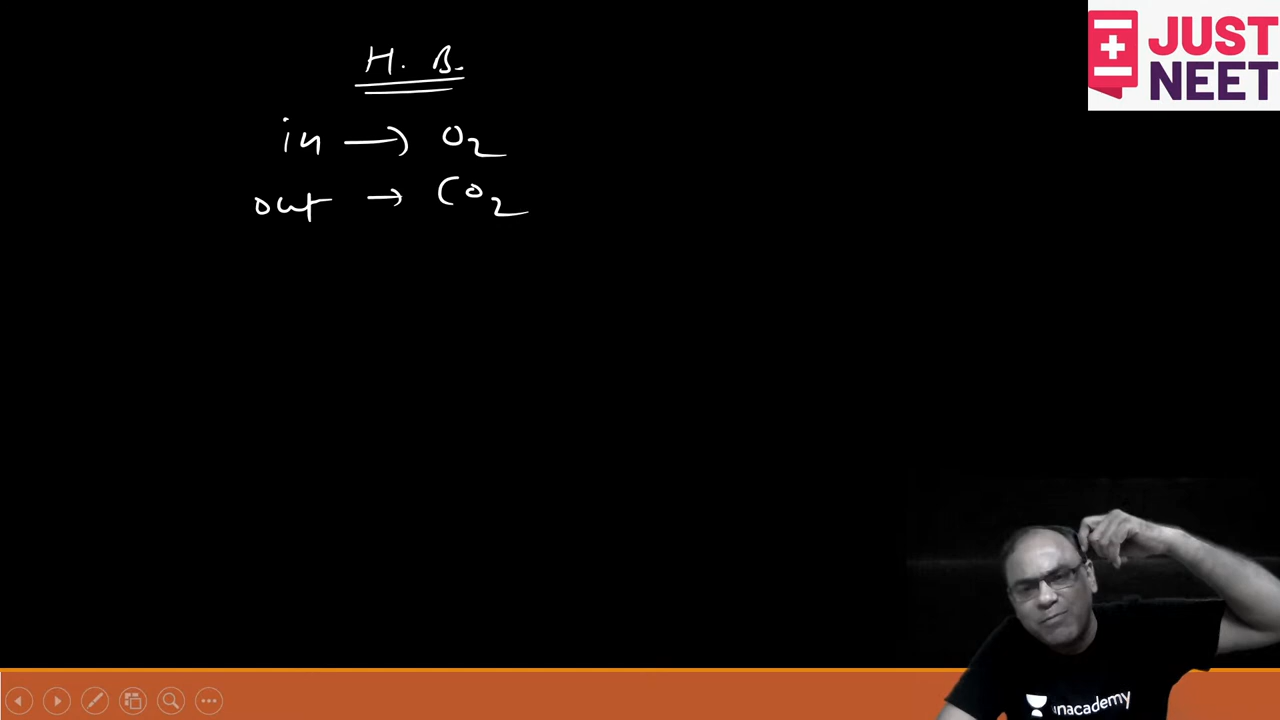 H. B.
in → O₂
out → CO₂
JUST
NEET
unacademy